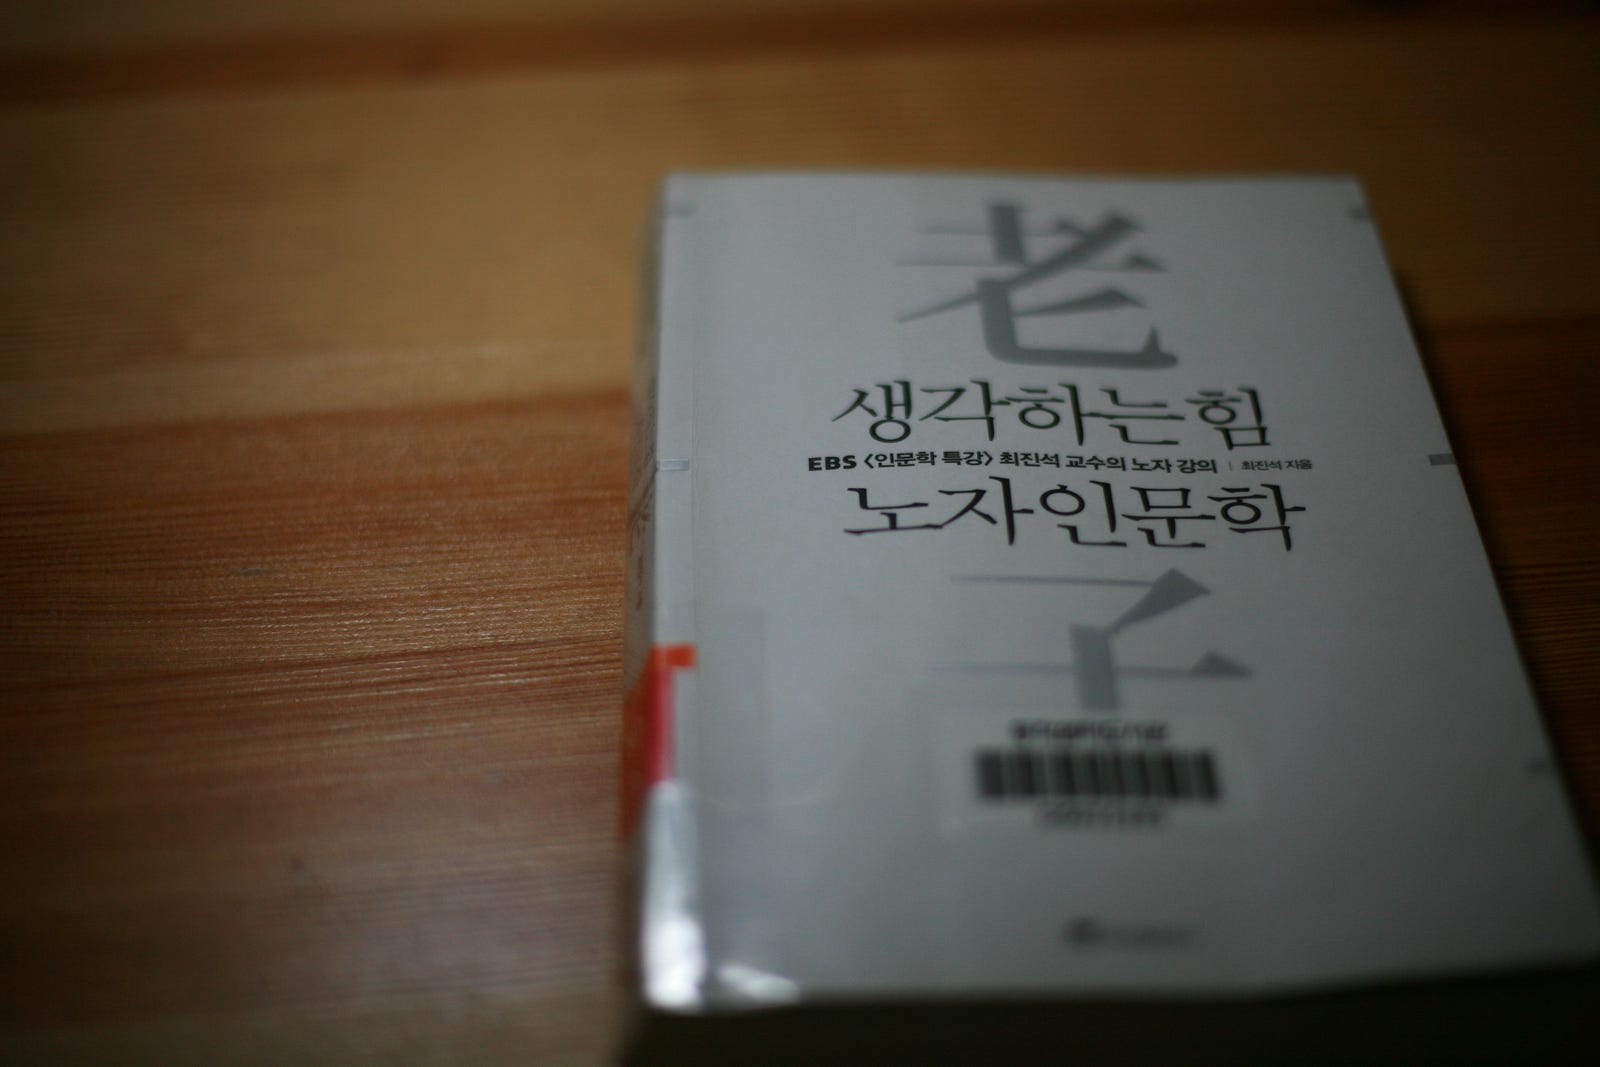 老
생각하는 힘
EBS <인문학 특강> 최진석 교수의 노자 강의 | 최진석 지음
노자인문학
子